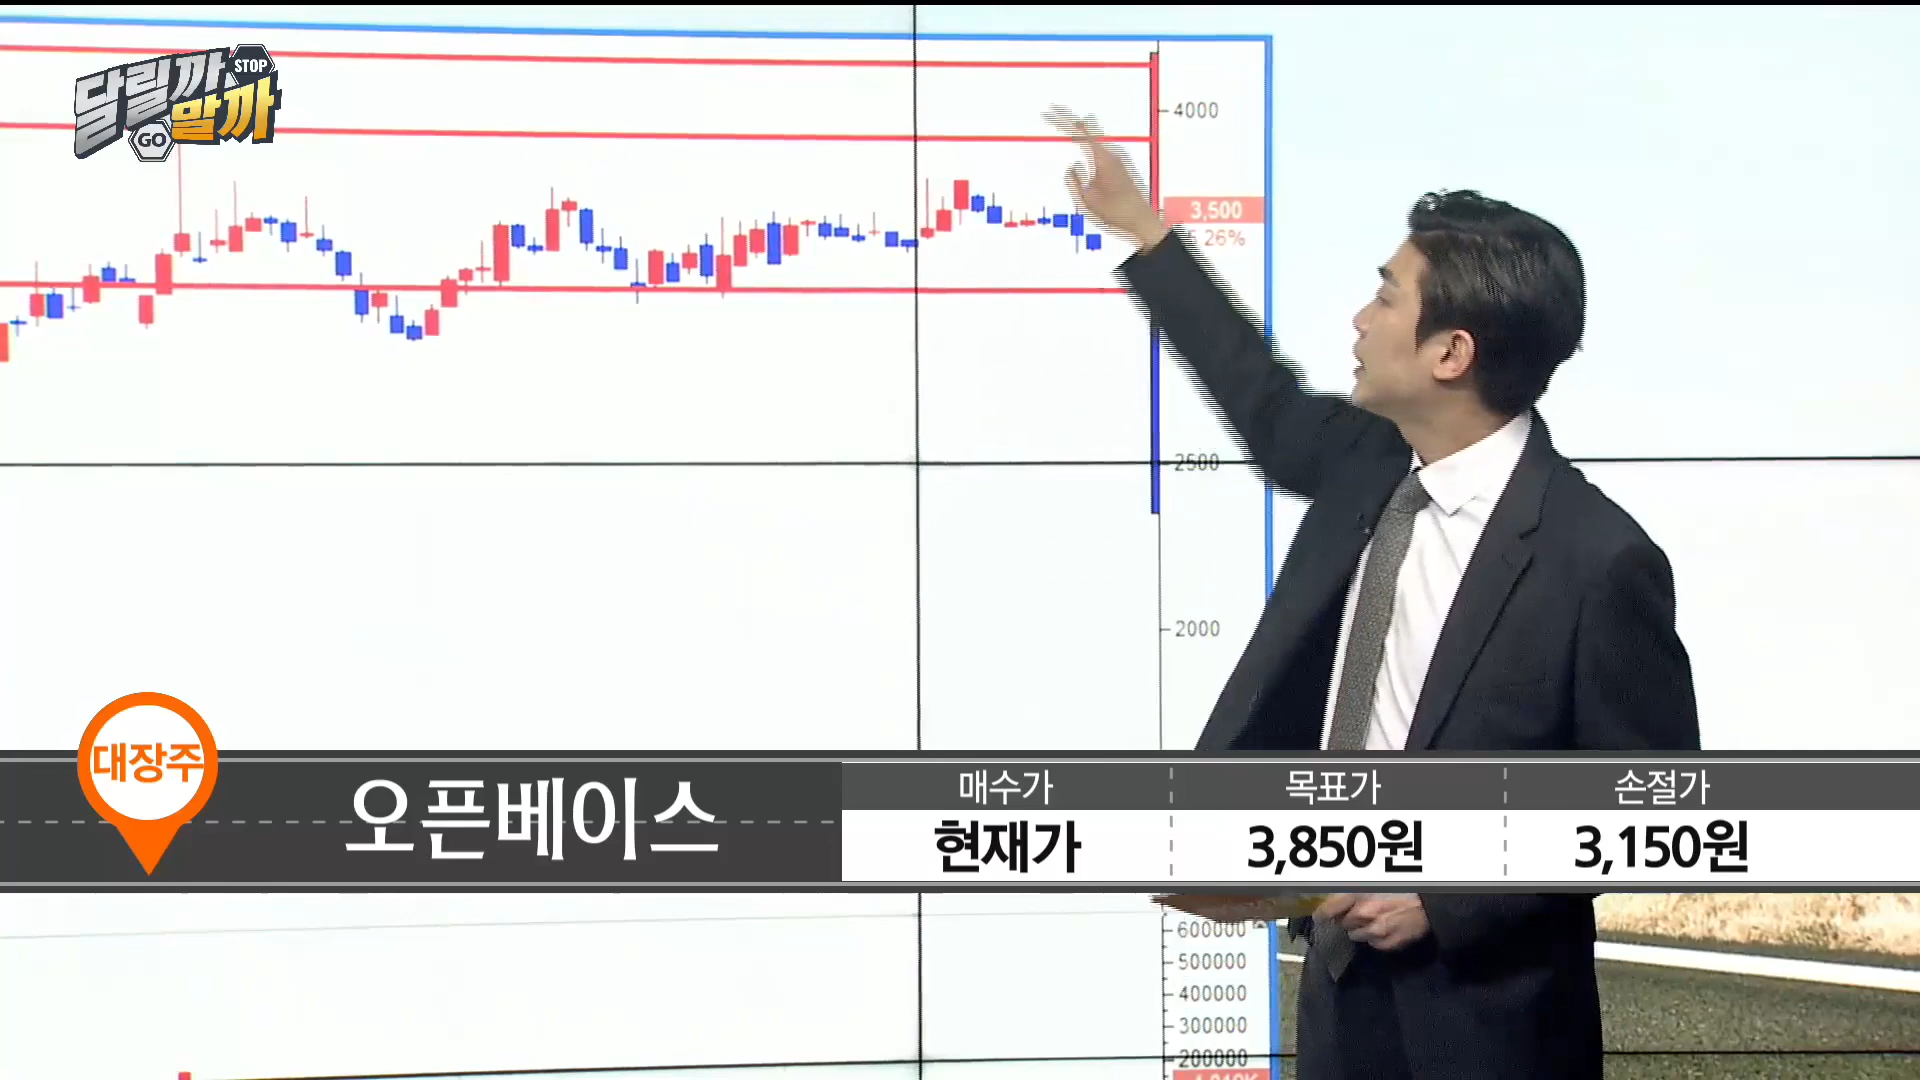 달릴까
STOP
GO
말까
4000
3,500
26%
2500
2000
대장주
오픈베이스
매수가
목표가
손절가
현재가
3,850원
3,150원
600000
500000
400000
300000
200000